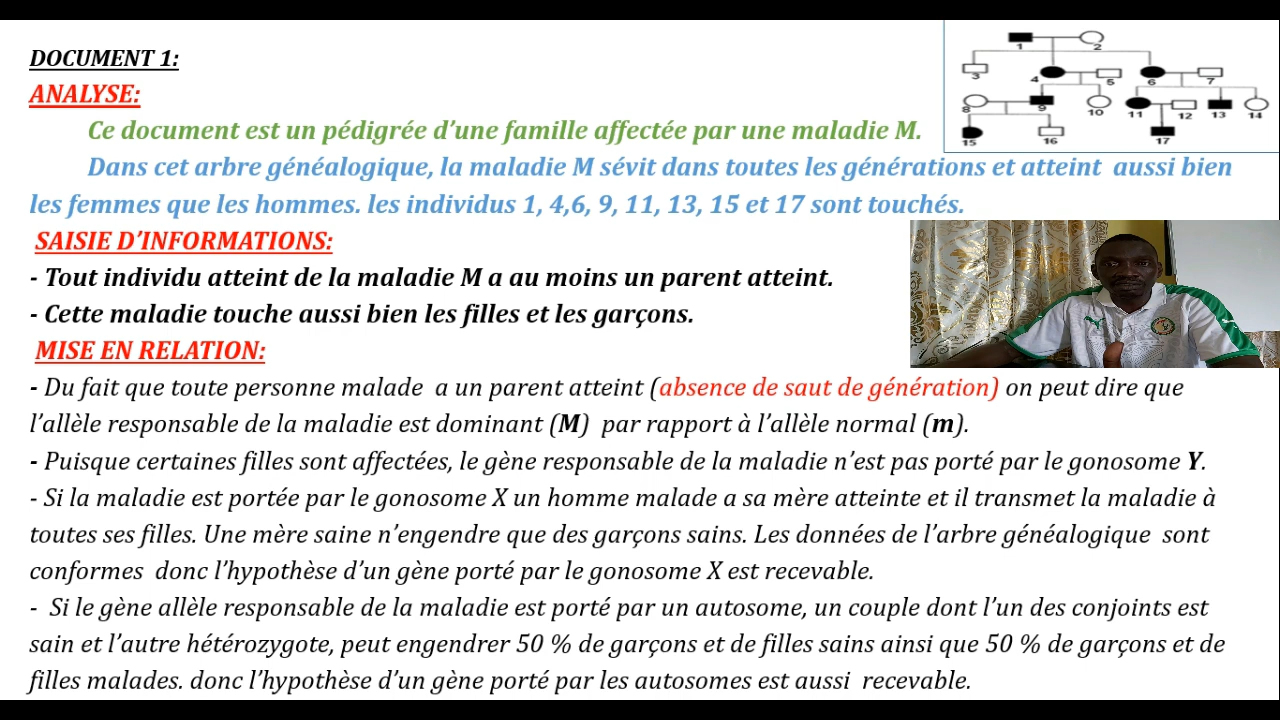 DOCUMENT 1:
ANALYSE:
Ce document est un pédigrée d'une famille affectée par une maladie M.
Dans cet arbre généalogique, la maladie M sévit dans toutes les générations et atteint aussi bien
les femmes que les hommes. les individus 1, 4,6, 9, 11, 13, 15 et 17 sont touchés.
SAISIE D'INFORMATIONS:
- Tout individu atteint de la maladie M a au moins un parent atteint.
- Cette maladie touche aussi bien les filles et les garçons.
MISE EN RELATION:
- Du fait que toute personne malade a un parent atteint (absence de saut de génération) on peut dire que
l'allèle responsable de la maladie est dominant (M) par rapport à l'allèle normal (m).
- Puisque certaines filles sont affectées, le gène responsable de la maladie n'est pas porté par le gonosome Y.
- Si la maladie est portée par le gonosome X un homme malade a sa mère atteinte et il transmet la maladie à
toutes ses filles. Une mère saine n'engendre que des garçons sains. Les données de l'arbre généalogique sont
conformes donc l'hypothèse d'un gène porté par le gonosome X est recevable.
- Si le gène allèle responsable de la maladie est porté par un autosome, un couple dont l'un des conjoints est
sain et l'autre hétérozygote, peut engendrer 50 % de garçons et de filles sains ainsi que 50 % de garçons et de
filles malades. donc l'hypothèse d'un gène porté par les autosomes est aussi recevable.
1 2
3 4 5 6 7
8 9 10 11 12 13 14
15 16 17